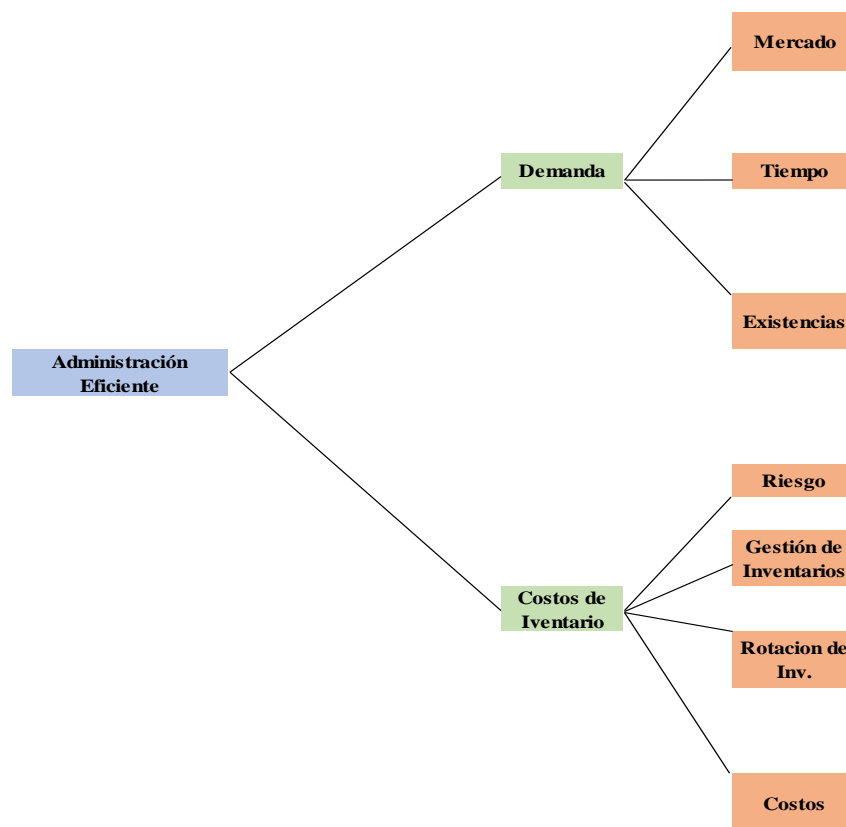 Mercado
Demanda
Tiempo
Existencias
Administración
Eficiente
Riesgo
Gestión de
Inventarios
Costos de
Iventario
Rotacion de
Inv.
Costos